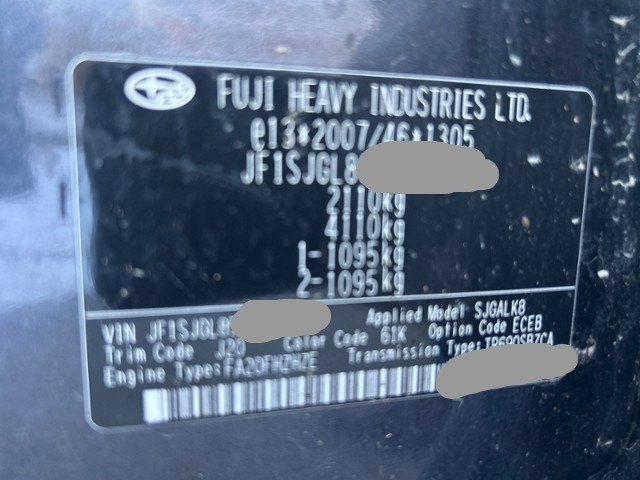 FUJI HEAVY INDUSTRIES LTD.
e13*2007/46*1305
JF1SJGL8
2110kg
4110kg
1-1095kg
2-1095kg
VIN JF1SJGL8 Applied Model SJGALK8
Trim Code J20 Color Code 61K Option Code ECEB
Engine Type: Transmission Type: TR690SBZCA